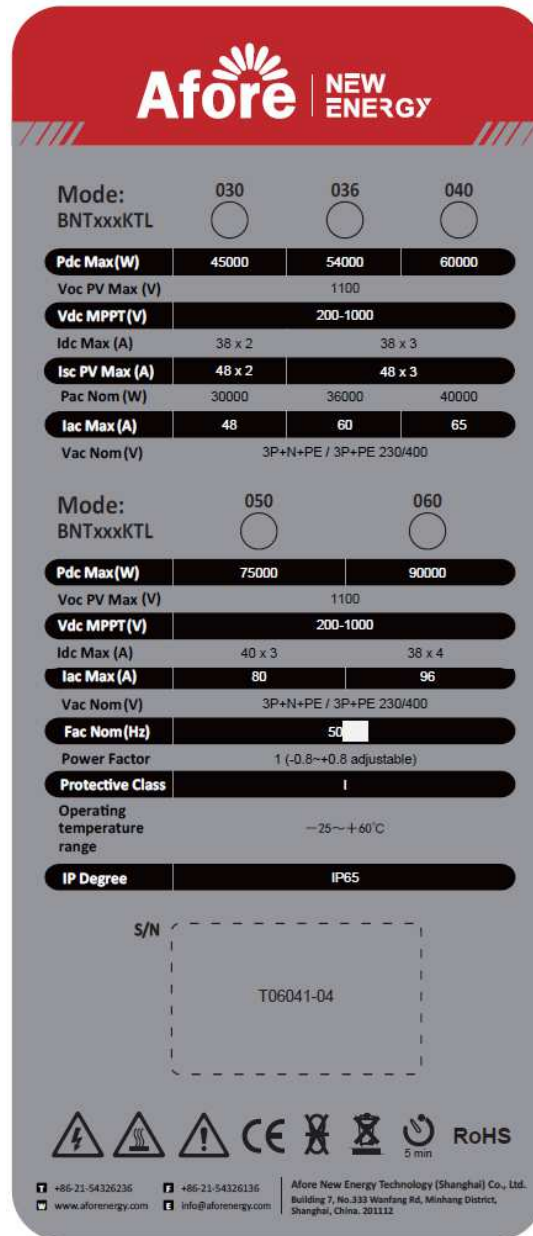 Afore NEW ENERGY
Mode: 030 036 040
BNTxxxKTL
Pdc Max(W) 45000 54000 60000
Voc PV Max (V) 1100
Vdc MPPT(V) 200-1000
Idc Max (A) 38 x 2 38 x 3
Isc PV Max (A) 48 x 2 48 x 3
Pac Nom (W) 30000 36000 40000
Iac Max(A) 48 60 65
Vac Nom(V) 3P+N+PE / 3P+PE 230/400
Mode: 050 060
BNTxxxKTL
Pdc Max(W) 75000 90000
Voc PV Max (V) 1100
Vdc MPPT(V) 200-1000
Idc Max (A) 40 x 3 38 x 4
Iac Max(A) 80 96
Vac Nom(V) 3P+N+PE / 3P+PE 230/400
Fac Nom(Hz) 50
Power Factor 1 (-0.8~+0.8 adjustable)
Protective Class I
Operating
temperature
range
-25~+60℃
IP Degree IP65
S/N
T06041-04
CE 5 min RoHS
T +86-21-54326236 F +86-21-54326136
W www.aforenergy.com E info@aforenergy.com
Afore New Energy Technology (Shanghai) Co., Ltd.
Building 7, No.333 Wanfang Rd, Minhang District,
Shanghai, China. 201112